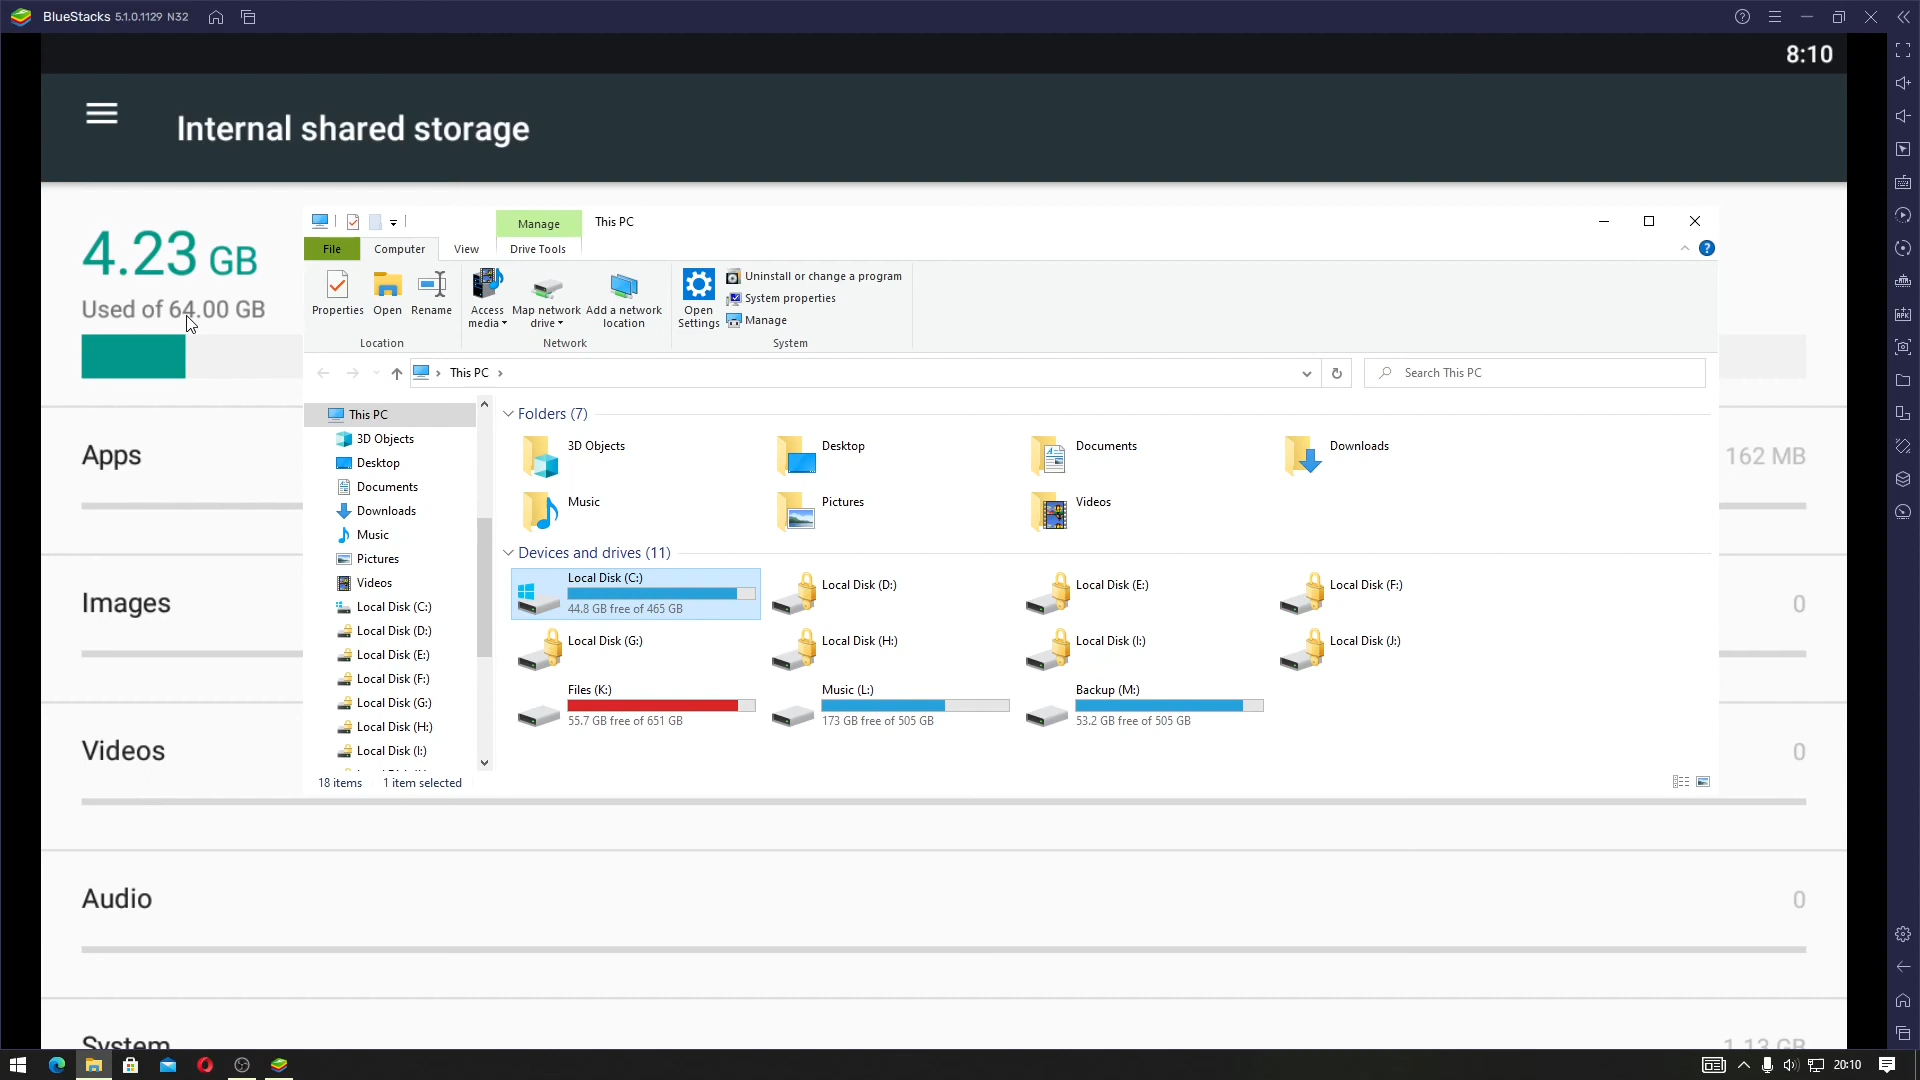 BlueStacks 5.1.0.1129 N32
8:10
Internal shared storage
4.23 GB
Used of 64.00 GB
Manage
This PC
File
Computer
View
Drive Tools
Properties
Open
Rename
Access media
Map network drive
Add a network location
Open Settings
Uninstall or change a program
System properties
Manage
Location
Network
System
This PC
Search This PC
This PC
3D Objects
Desktop
Documents
Downloads
Music
Pictures
Videos
Local Disk (C:)
Local Disk (D:)
Local Disk (E:)
Local Disk (F:)
Local Disk (G:)
Local Disk (H:)
Local Disk (I:)
Folders (7)
3D Objects
Desktop
Documents
Downloads
Music
Pictures
Videos
Devices and drives (11)
Local Disk (C:)
44.8 GB free of 465 GB
Local Disk (D:)
Local Disk (E:)
Local Disk (F:)
Local Disk (G:)
Local Disk (H:)
Local Disk (I:)
Local Disk (J:)
Files (K:)
55.7 GB free of 651 GB
Music (L:)
173 GB free of 505 GB
Backup (M:)
53.2 GB free of 505 GB
18 items
1 item selected
Apps
162 MB
Images
0
Videos
0
Audio
0
System
1.13 GB
20:10